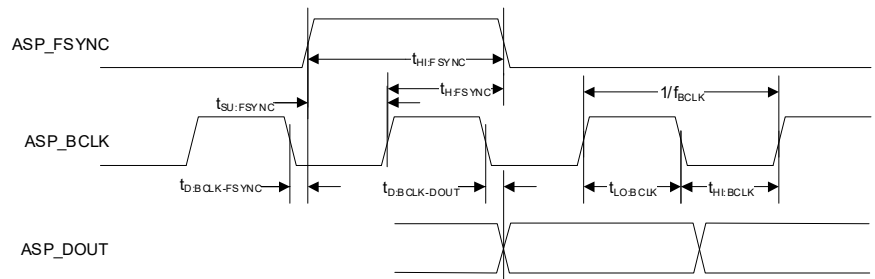 ASP_FSYNC
tHI:FSYNC
tSU:FSYNC
tH:FSYNC
1/fBCLK
ASP_BCLK
tD:BCLK-FSYNC
tD:BCLK-DOUT
tLO:BCLK
tHI:BCLK
ASP_DOUT